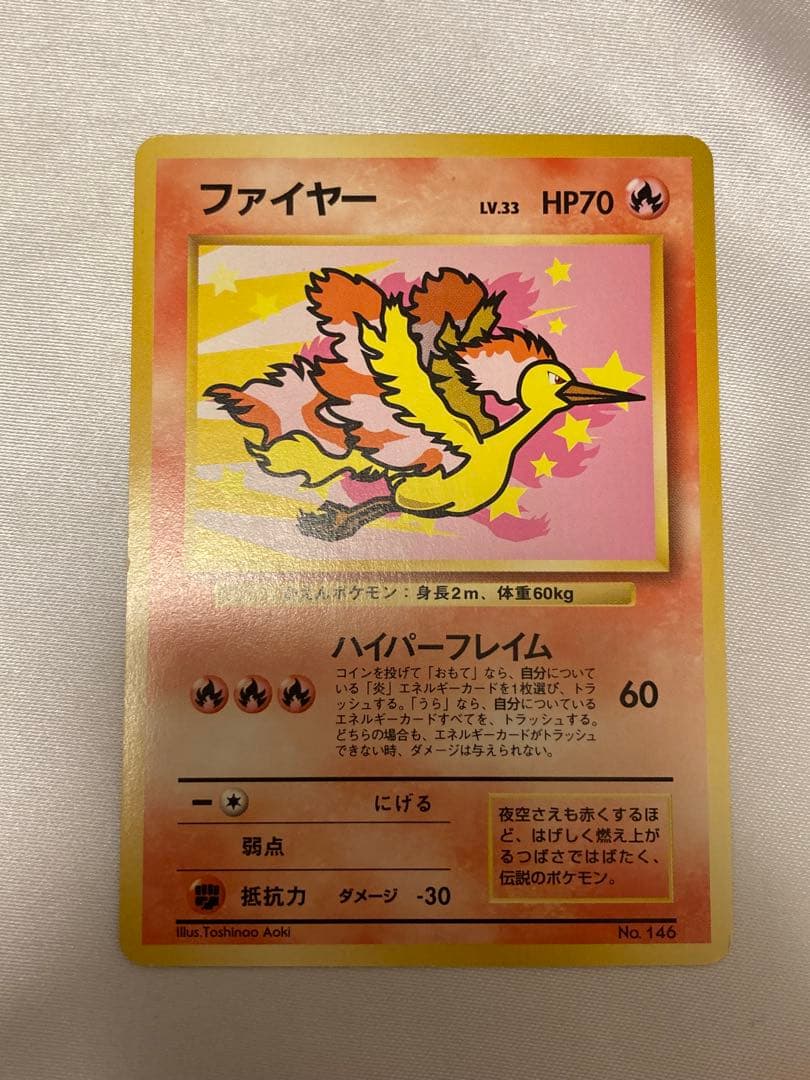 ファイヤー LV.33 HP70
かえんポケモン：身長2m、体重60kg
ハイパーフレイム
コインを投げて「おもて」なら、自分についている
「炎」エネルギーカードを1枚選び、トラ
ッシュする。「うら」なら、自分についている
エネルギーカードすべてを、トラッシュする。
どちらの場合も、エネルギーカードがトラッシュ
できない時、ダメージは与えられない。
60
にげる
弱点
抵抗力 ダメージ -30
夜空さえも赤くするほ
ど、はげしく燃え上が
るつばさではばたく、
伝説のポケモン。
Illus.Toshinao Aoki
No. 146